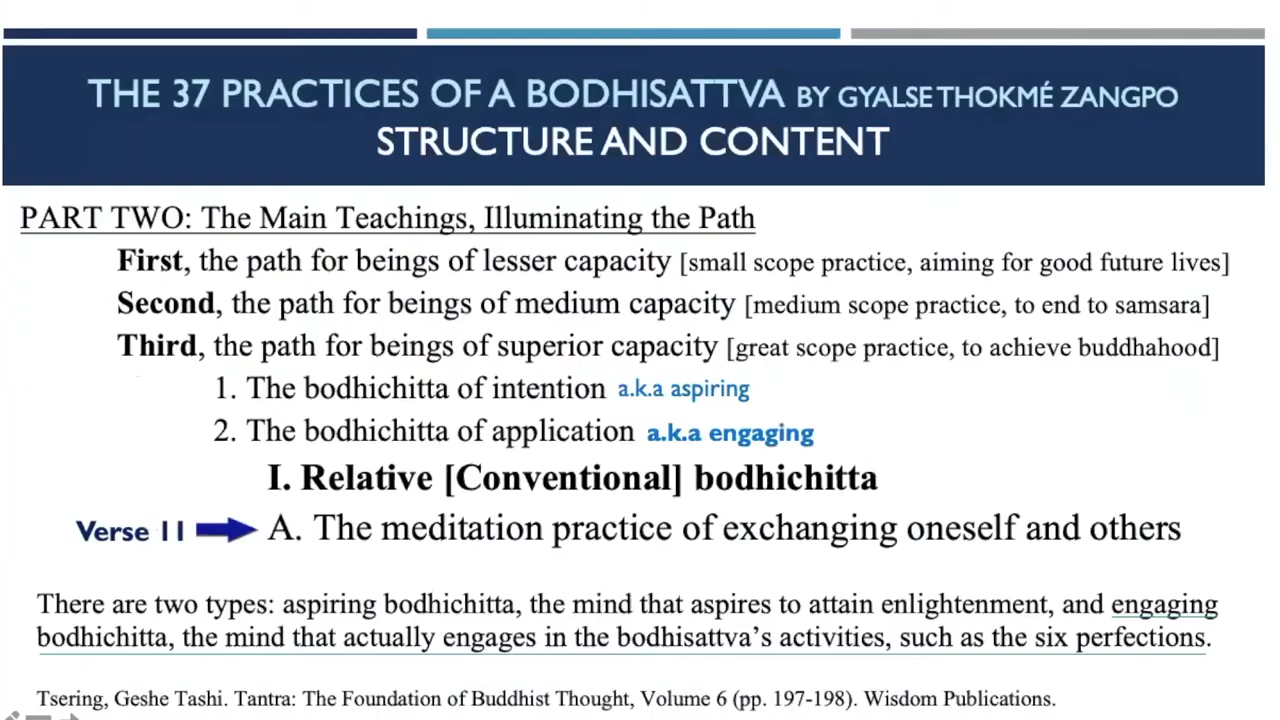 THE 37 PRACTICES OF A BODHISATTVA BY GYALSE THOKMÉ ZANGPO
STRUCTURE AND CONTENT
PART TWO: The Main Teachings, Illuminating the Path
First, the path for beings of lesser capacity [small scope practice, aiming for good future lives]
Second, the path for beings of medium capacity [medium scope practice, to end to samsara]
Third, the path for beings of superior capacity [great scope practice, to achieve buddhahood]
1. The bodhichitta of intention a.k.a aspiring
2. The bodhichitta of application a.k.a engaging
I. Relative [Conventional] bodhichitta
Verse 11 A. The meditation practice of exchanging oneself and others
There are two types: aspiring bodhichitta, the mind that aspires to attain enlightenment, and engaging
bodhichitta, the mind that actually engages in the bodhisattva's activities, such as the six perfections.
Tsering, Geshe Tashi. Tantra: The Foundation of Buddhist Thought, Volume 6 (pp. 197-198). Wisdom Publications.